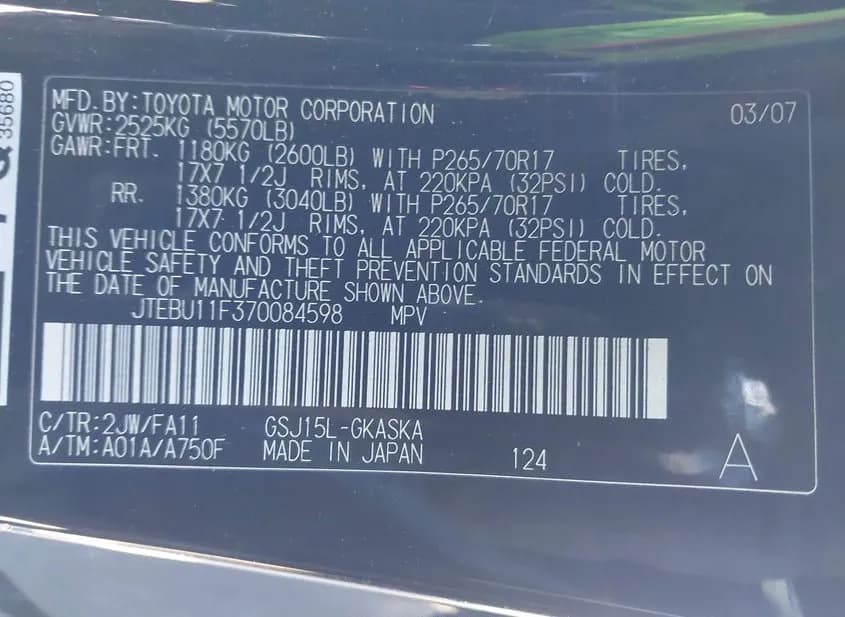 MFD.BY:TOYOTA MOTOR CORPORATION 03/07
GVWR:2525KG (5570LB)
GAWR:FRT. 1180KG (2600LB) WITH P265/70R17 TIRES,
17X7 1/2J RIMS, AT 220KPA (32PSI) COLD.
RR. 1380KG (3040LB) WITH P265/70R17 TIRES,
17X7 1/2J RIMS, AT 220KPA (32PSI) COLD.
THIS VEHICLE CONFORMS TO ALL APPLICABLE FEDERAL MOTOR
VEHICLE SAFETY AND THEFT PREVENTION STANDARDS IN EFFECT ON
THE DATE OF MANUFACTURE SHOWN ABOVE.
JTEBU11F370084598 MPV
C/TR:2JW/FA11 GSJ15L-GKASKA
A/TM:A01A/A750F MADE IN JAPAN 124 A
35680